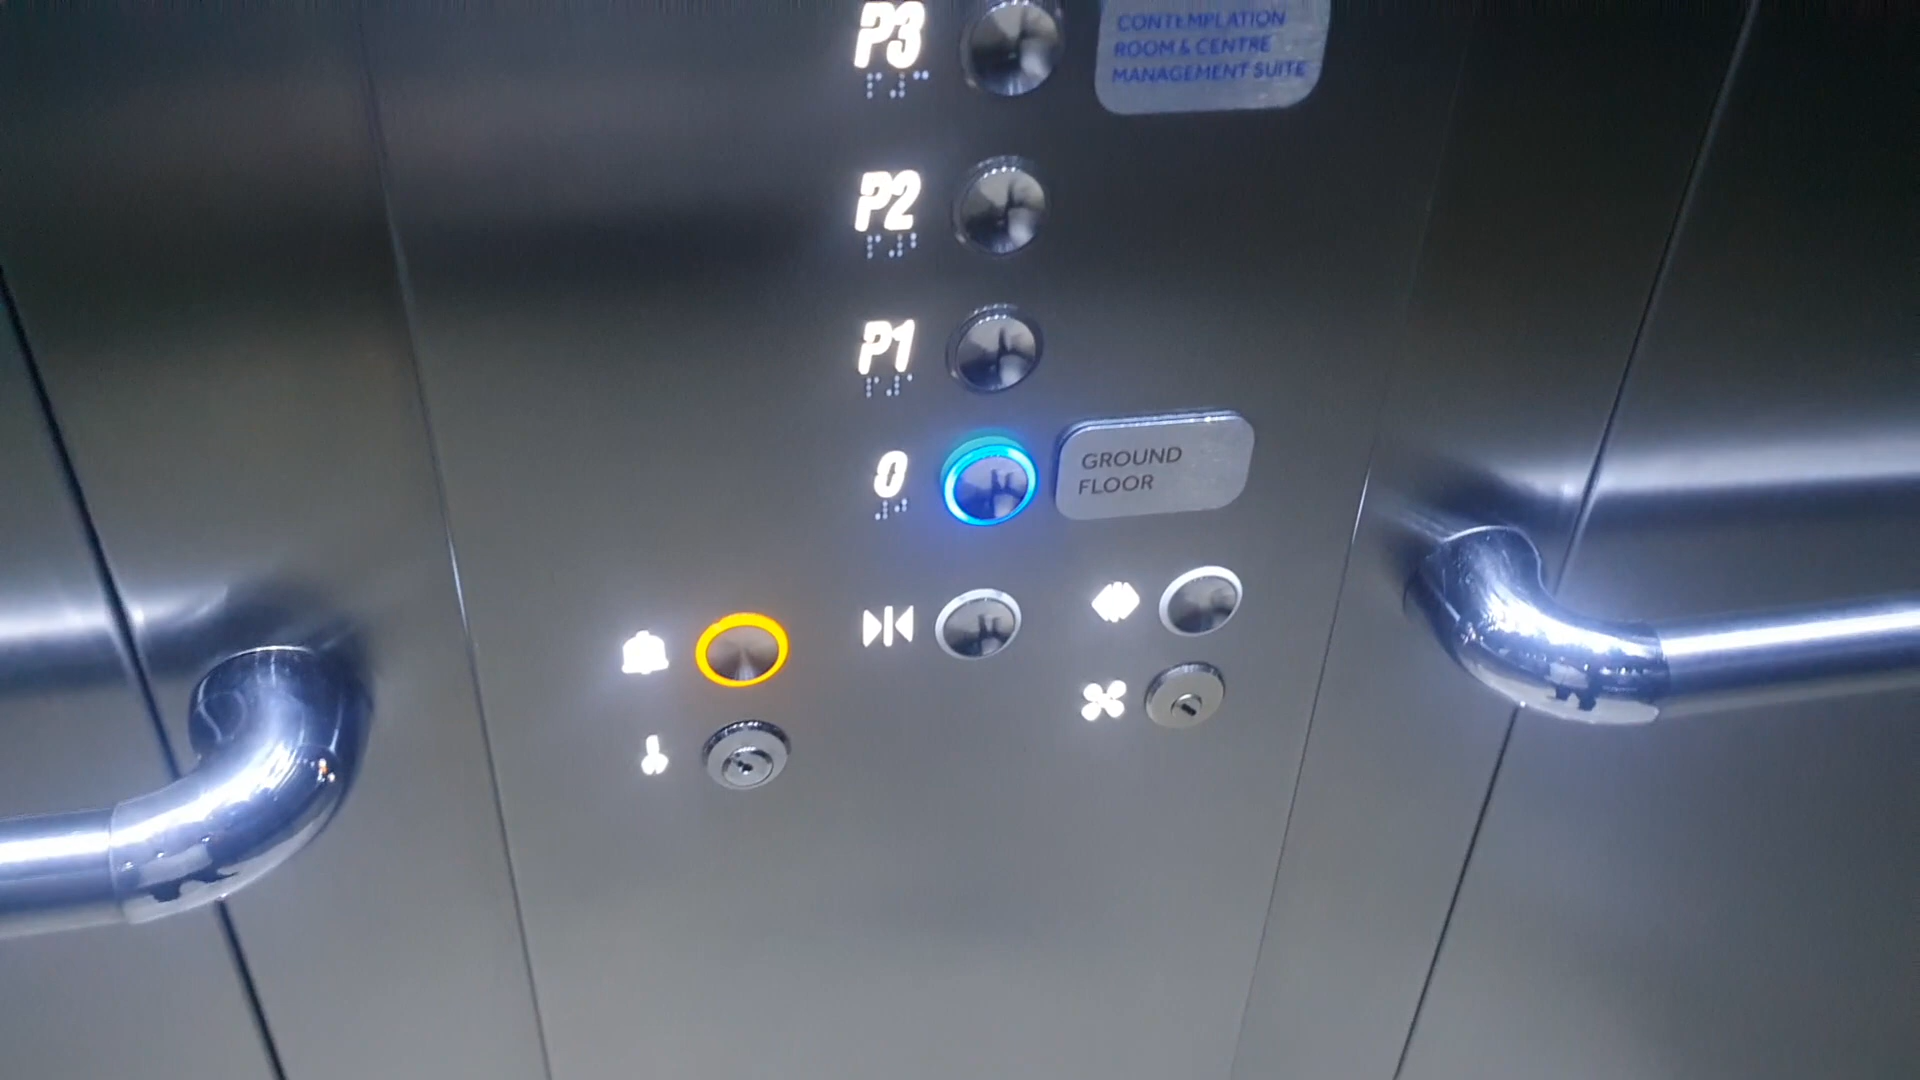 P3
CONTEMPLATION
ROOM & CENTRE
MANAGEMENT SUITE
P2
P1
0
GROUND
FLOOR